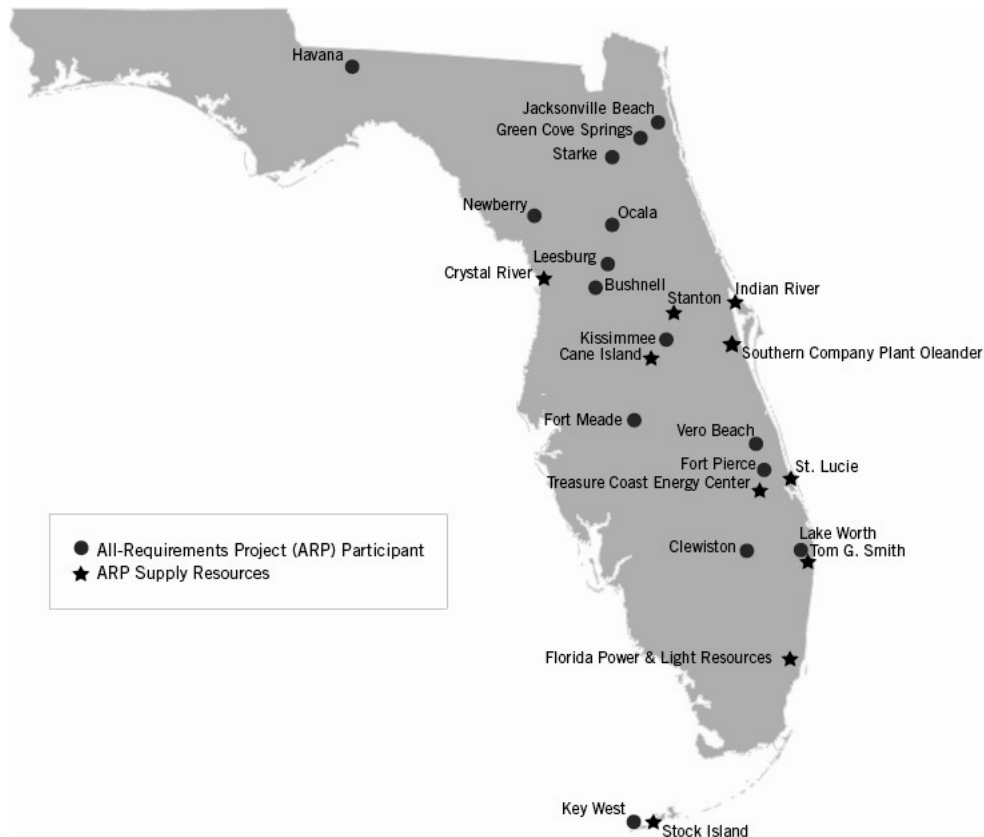 Havana
Jacksonville Beach
Green Cove Springs
Starke
Newberry
Ocala
Leesburg
Crystal River
Bushnell
Stanton
Indian River
Kissimmee
Cane Island
Southern Company Plant Oleander
Fort Meade
Vero Beach
Fort Pierce
St. Lucie
Treasure Coast Energy Center
All-Requirements Project (ARP) Participant
ARP Supply Resources
Clewiston
Lake Worth
Tom G. Smith
Florida Power & Light Resources
Key West
Stock Island